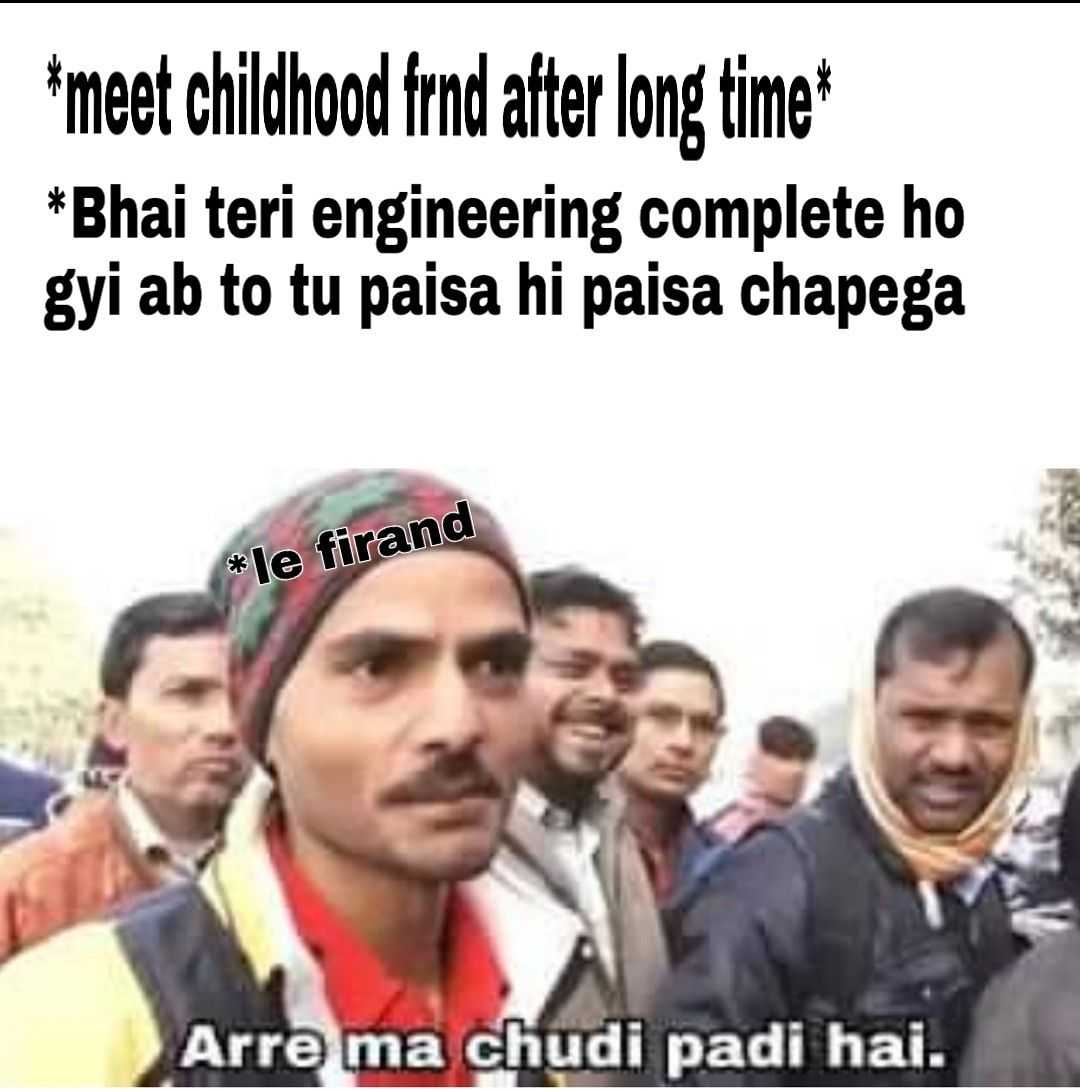 *meet childhood frnd after long time*
*Bhai teri engineering complete ho
gyi ab to tu paisa hi paisa chapega
*le firand
Arre ma chudi padi hai.